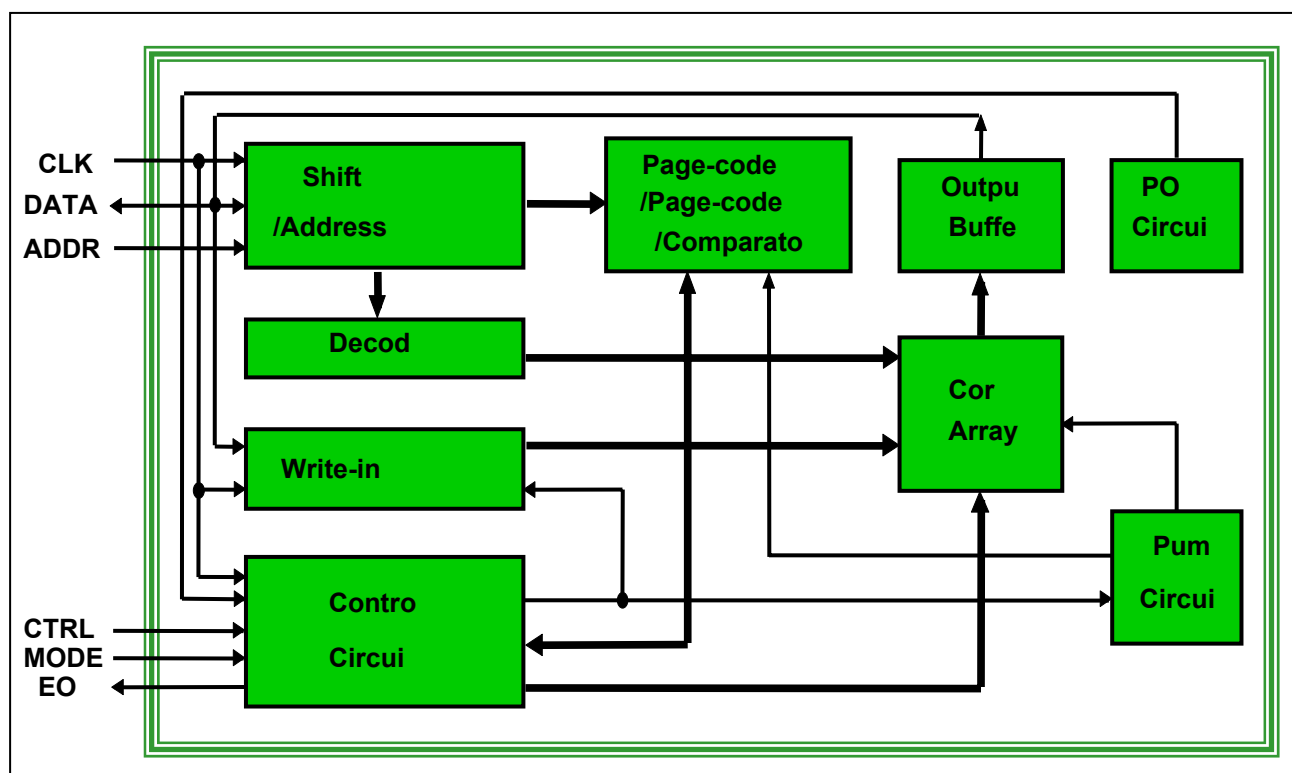 CLK
DATA
ADDR
Shift
/Address
Page-code
/Page-code
/Comparato
Outpu
Buffe
PO
Circui
Decod
Cor
Array
Write-in
Pum
Circui
Contro
Circui
CTRL
MODE
EO